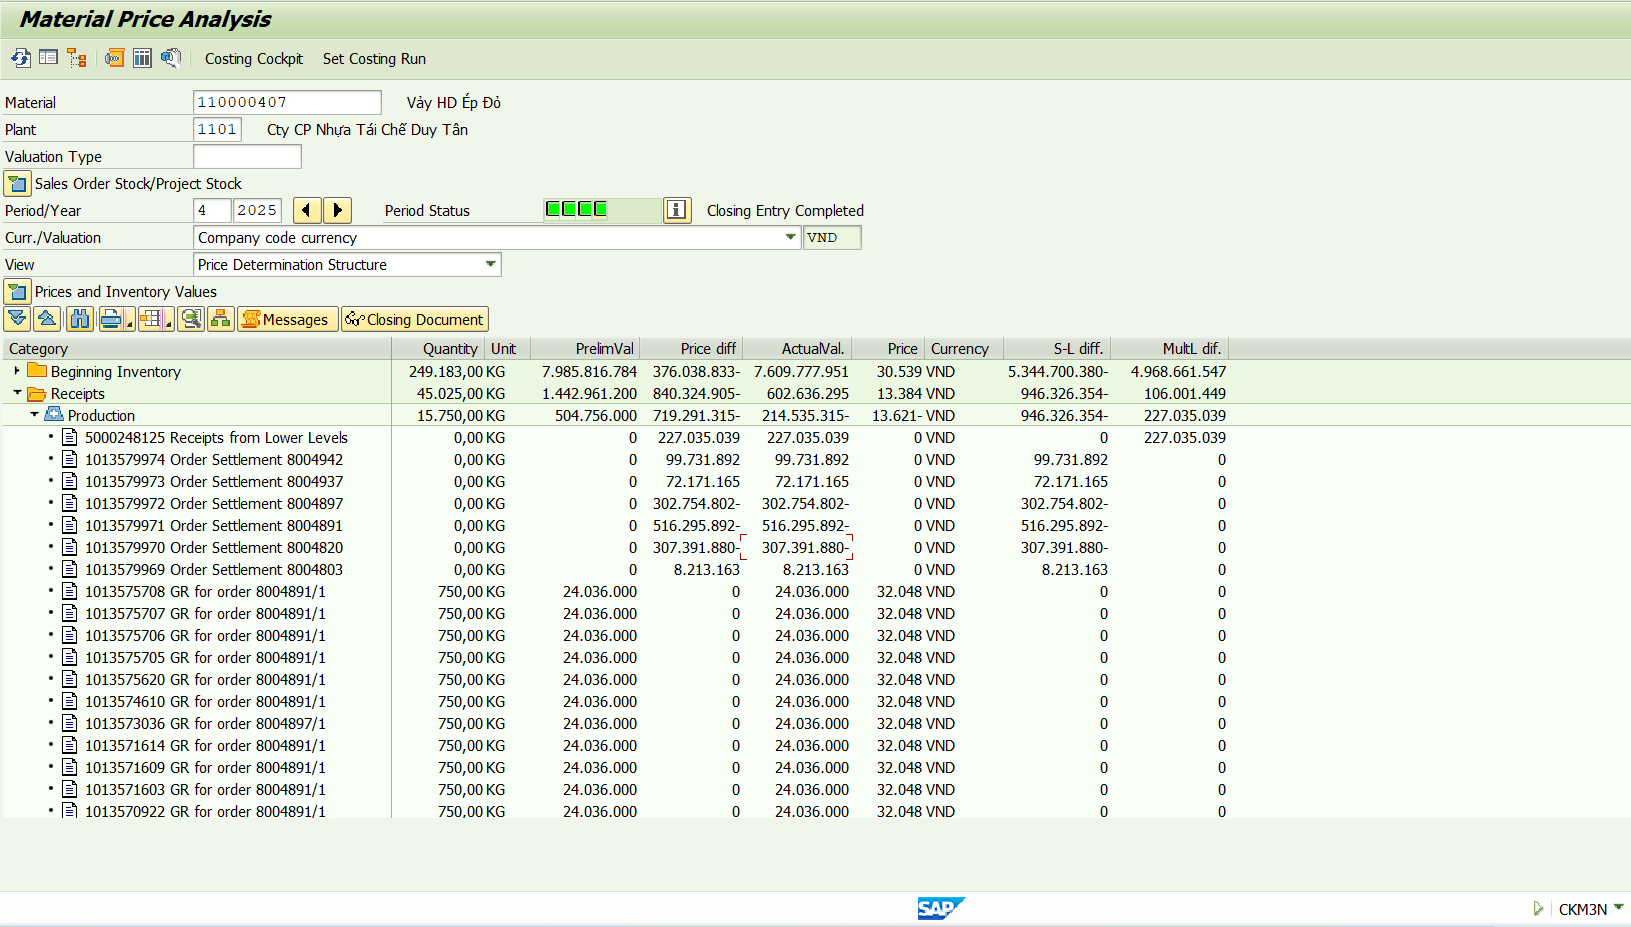 Material Price Analysis
Costing Cockpit Set Costing Run
Material 110000407 Vảy HD Ép Đỏ
Plant 1101 Cty CP Nhựa Tái Chế Duy Tân
Valuation Type
Sales Order Stock/Project Stock
Period/Year 4 2025 Period Status Closing Entry Completed
Curr./Valuation Company code currency VND
View Price Determination Structure
Prices and Inventory Values
Messages Closing Document
Category Quantity Unit PrelimVal Price diff ActualVal. Price Currency S-L diff. MultL dif.
Beginning Inventory 249.183,00 KG 7.985.816.784 376.038.833- 7.609.777.951 30.539 VND 5.344.700.380- 4.968.661.547
Receipts 45.025,00 KG 1.442.961.200 840.324.905- 602.636.295 13.384 VND 946.326.354- 106.001.449
Production 15.750,00 KG 504.756.000 719.291.315- 214.535.315- 13.621- VND 946.326.354- 227.035.039
5000248125 Receipts from Lower Levels 0,00 KG 0 227.035.039 227.035.039 0 VND 0 227.035.039
1013579974 Order Settlement 8004942 0,00 KG 0 99.731.892 99.731.892 0 VND 99.731.892 0
1013579973 Order Settlement 8004937 0,00 KG 0 72.171.165 72.171.165 0 VND 72.171.165 0
1013579972 Order Settlement 8004897 0,00 KG 0 302.754.802- 302.754.802- 0 VND 302.754.802- 0
1013579971 Order Settlement 8004891 0,00 KG 0 516.295.892- 516.295.892- 0 VND 516.295.892- 0
1013579970 Order Settlement 8004820 0,00 KG 0 307.391.880- 307.391.880- 0 VND 307.391.880- 0
1013579969 Order Settlement 8004803 0,00 KG 0 8.213.163 8.213.163 0 VND 8.213.163 0
1013575708 GR for order 8004891/1 750,00 KG 24.036.000 0 24.036.000 32.048 VND 0 0
1013575707 GR for order 8004891/1 750,00 KG 24.036.000 0 24.036.000 32.048 VND 0 0
1013575706 GR for order 8004891/1 750,00 KG 24.036.000 0 24.036.000 32.048 VND 0 0
1013575705 GR for order 8004891/1 750,00 KG 24.036.000 0 24.036.000 32.048 VND 0 0
1013575620 GR for order 8004891/1 750,00 KG 24.036.000 0 24.036.000 32.048 VND 0 0
1013574610 GR for order 8004891/1 750,00 KG 24.036.000 0 24.036.000 32.048 VND 0 0
1013573036 GR for order 8004897/1 750,00 KG 24.036.000 0 24.036.000 32.048 VND 0 0
1013571614 GR for order 8004891/1 750,00 KG 24.036.000 0 24.036.000 32.048 VND 0 0
1013571609 GR for order 8004891/1 750,00 KG 24.036.000 0 24.036.000 32.048 VND 0 0
1013571603 GR for order 8004891/1 750,00 KG 24.036.000 0 24.036.000 32.048 VND 0 0
1013570922 GR for order 8004891/1 750,00 KG 24.036.000 0 24.036.000 32.048 VND 0 0
SAP CKM3N